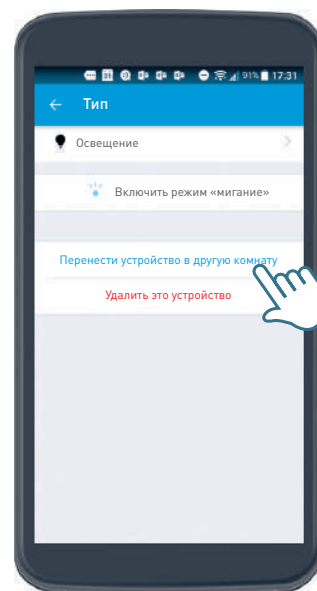 91% 17:31
Тип
Освещение
Включить режим «мигание»
Перенести устройство в другую комнату
Удалить это устройство